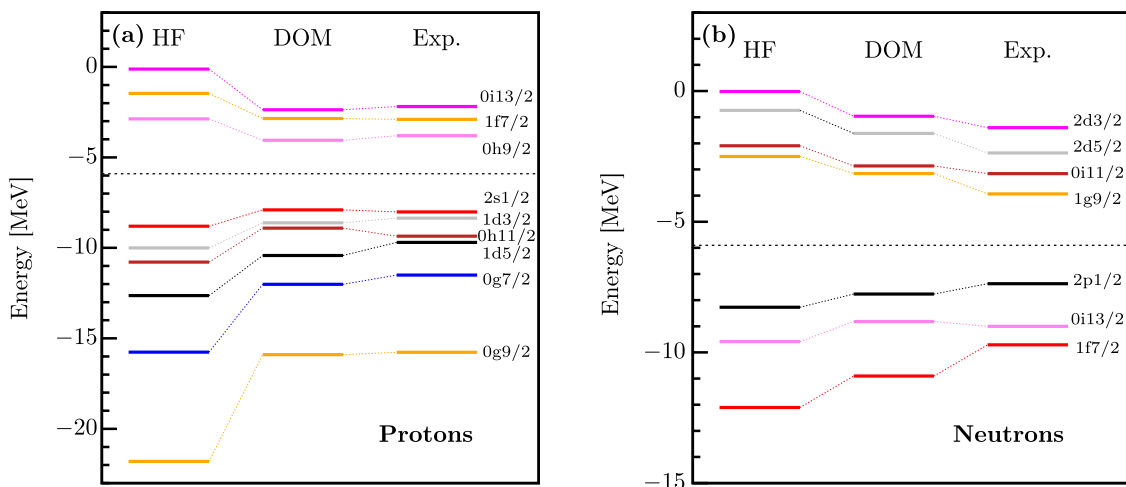 (a) HF DOM Exp.
Energy [MeV]
0
−5
−10
−15
−20
0i13/2
1f7/2
0h9/2
2s1/2
1d3/2
0h11/2
1d5/2
0g7/2
0g9/2
Protons
(b) HF DOM Exp.
Energy [MeV]
0
−5
−10
−15
2d3/2
2d5/2
0i11/2
1g9/2
2p1/2
0i13/2
1f7/2
Neutrons